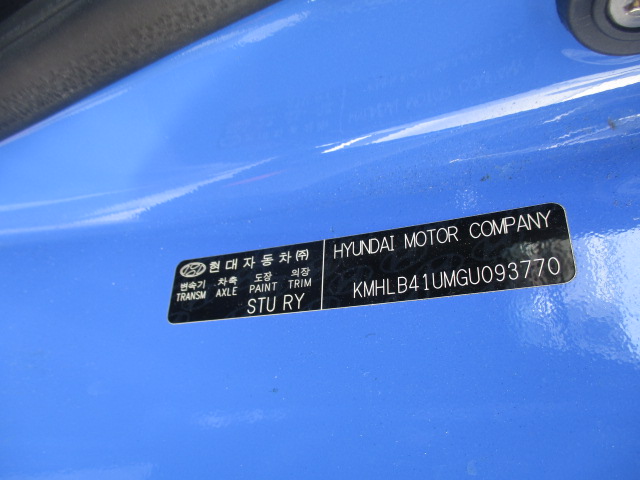 현대자동차㈜
변속기 차축 도장 의장
TRANSM AXLE PAINT TRIM
STU RY
HYUNDAI MOTOR COMPANY
KMHLB41UMGU093770